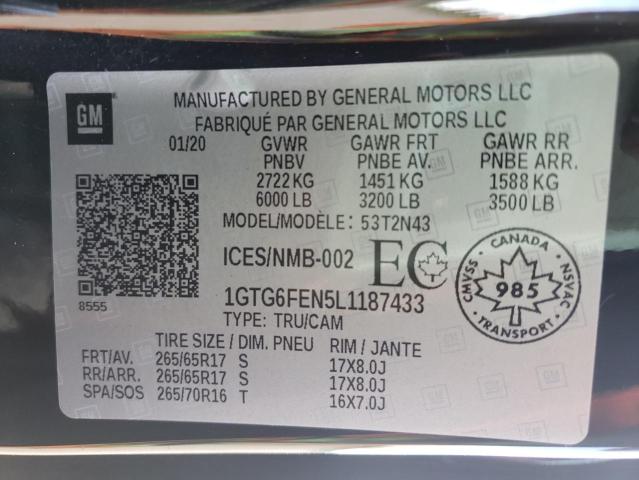 GM
MANUFACTURED BY GENERAL MOTORS LLC
FABRIQUÉ PAR GENERAL MOTORS LLC
01/20 GVWR GAWR FRT GAWR RR
PNBV PNBE AV. PNBE ARR.
2722 KG 1451 KG 1588 KG
6000 LB 3200 LB 3500 LB
MODEL/MODÈLE: 53T2N43
ICES/NMB-002 EC
8555
1GTG6FEN5L1187433
TYPE: TRU/CAM
CANADA
CMVSS 985 NSVAC
TRANSPORT
TIRE SIZE / DIM. PNEU RIM / JANTE
FRT/AV. 265/65R17 S 17X8.0J
RR/ARR. 265/65R17 S 17X8.0J
SPA/SOS 265/70R16 T 16X7.0J